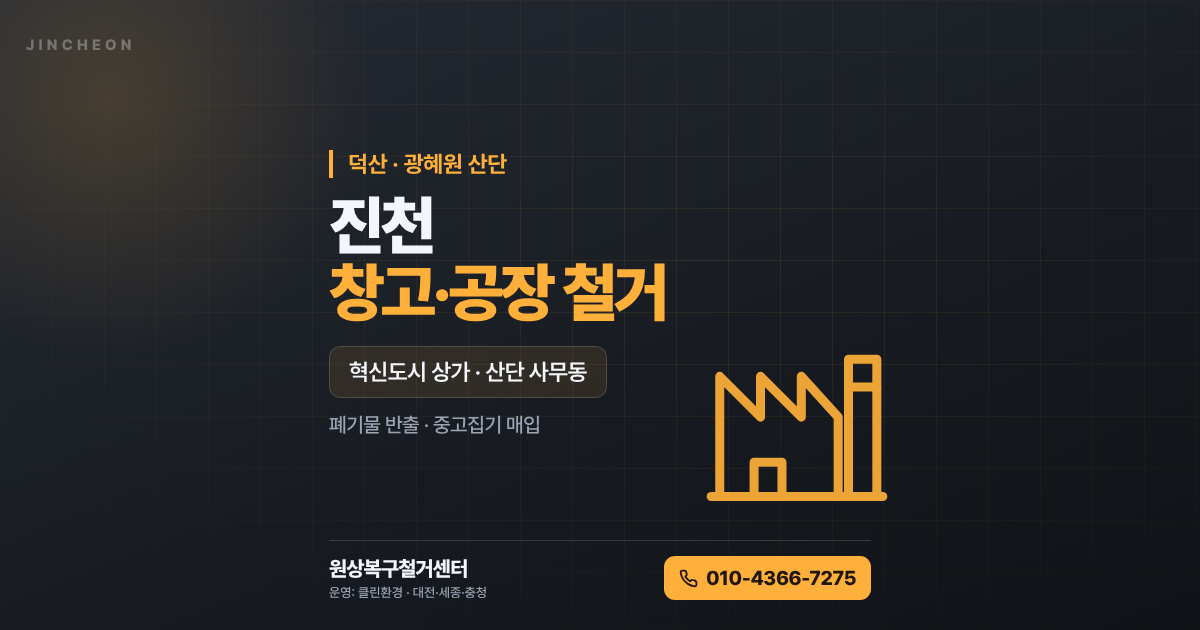 JINCHEON
덕산 · 광혜원 산단
진천
창고·공장 철거
혁신도시 상가 · 산단 사무동
폐기물 반출 · 중고집기 매입
원상복구철거센터
운영: 클린환경 · 대전·세종·충청
010-4366-7275